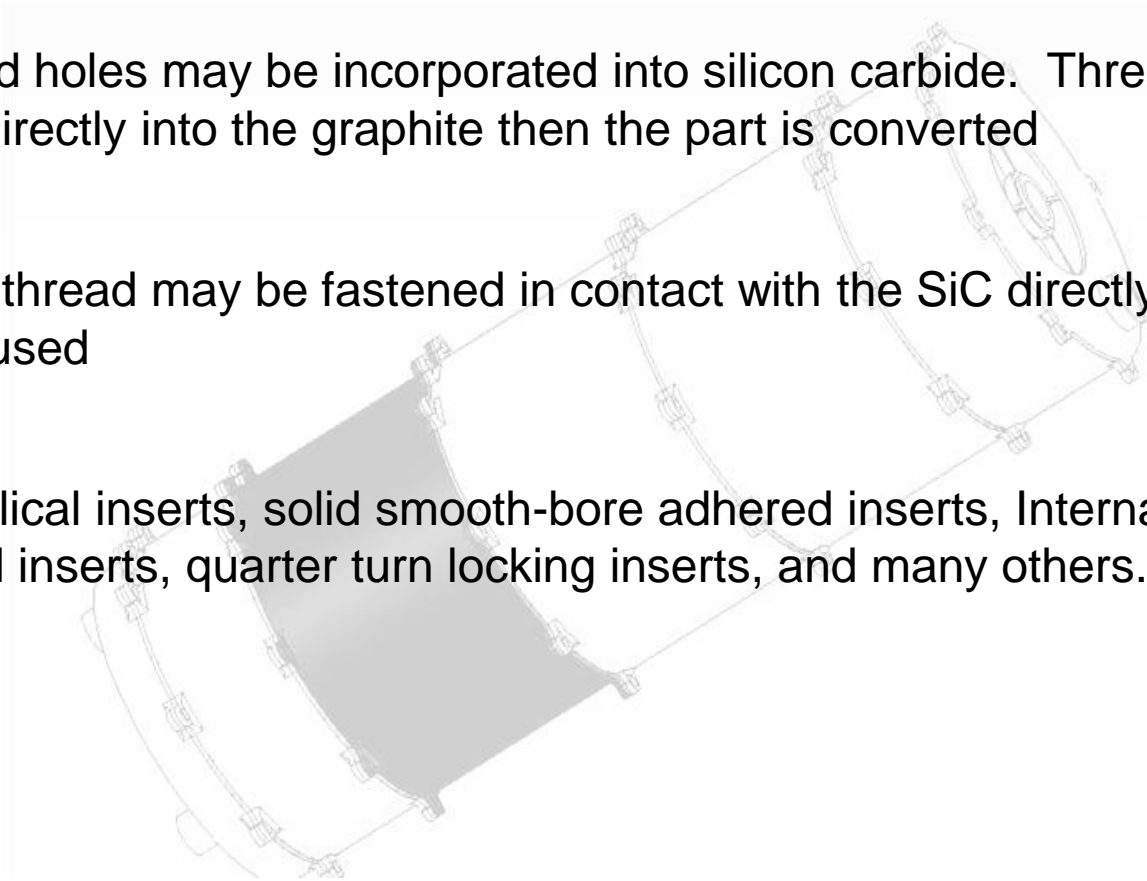 d holes may be incorporated into silicon carbide. Thre
irectly into the graphite then the part is converted
thread may be fastened in contact with the SiC directly
used
lical inserts, solid smooth-bore adhered inserts, Interna
l inserts, quarter turn locking inserts, and many others.